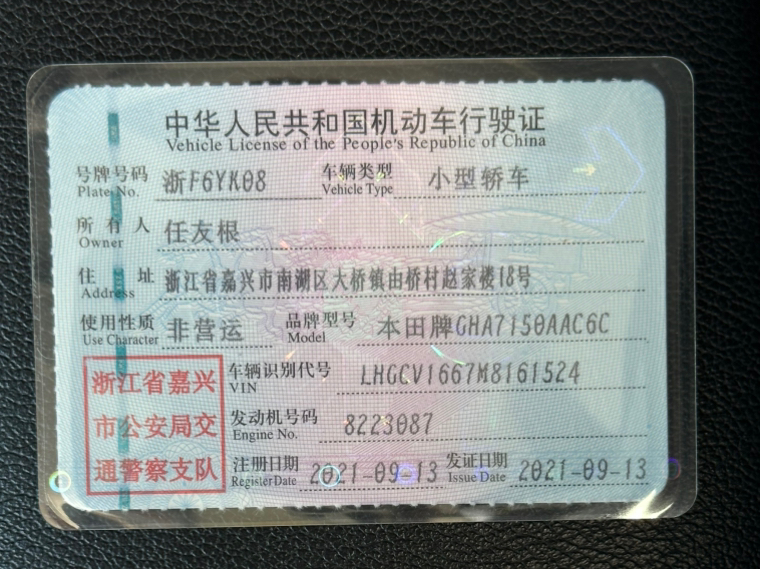 中华人民共和国机动车行驶证
Vehicle License of the People's Republic of China
号牌号码 浙F6YK08 车辆类型 小型轿车
Plate No. Vehicle Type
所有人 任友根
Owner
住址 浙江省嘉兴市南湖区大桥镇由桥村赵家楼18号
Address
使用性质 非营运 品牌型号 本田牌GHA7150AAC6C
Use Character Model
浙江省嘉兴
市公安局交
通警察支队
车辆识别代号 LHGCV1667M8161524
VIN
发动机号码 8223087
Engine No.
注册日期 2021-09-13 发证日期 2021-09-13
Register Date Issue Date